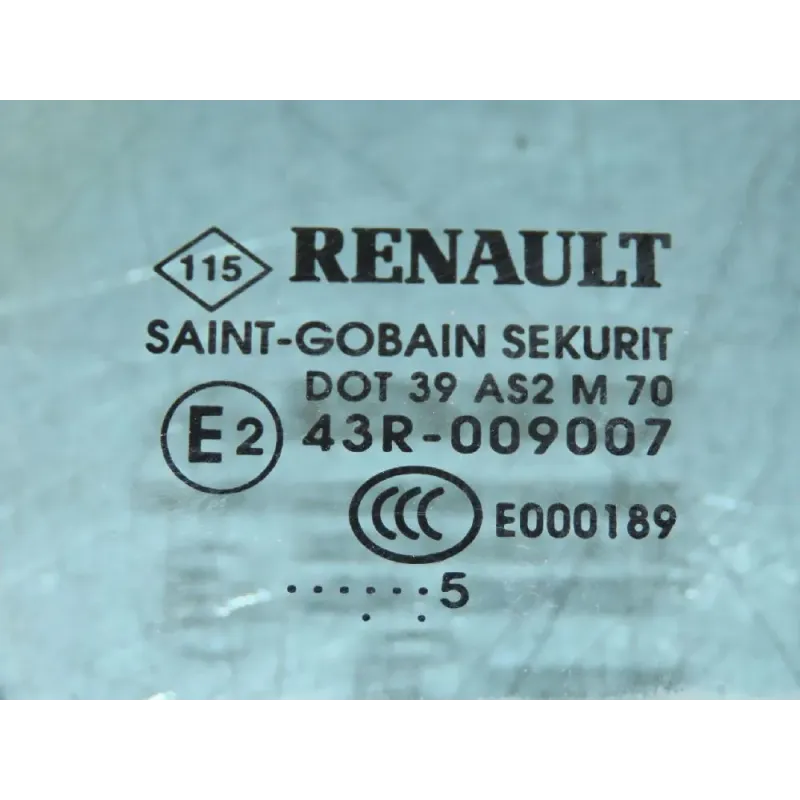 115 RENAULT
SAINT-GOBAIN SEKURIT
DOT 39 AS2 M 70
E2 43R-009007
CCC E000189
......5
. .